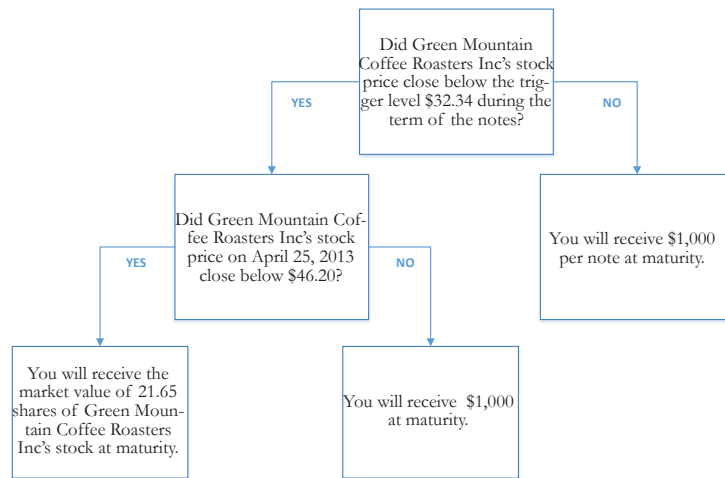 Did Green Mountain
Coffee Roasters Inc's stock
price close below the trig-
ger level $32.34 during the
term of the notes?
YES
NO
Did Green Mountain Cof-
fee Roasters Inc's stock
price on April 25, 2013
close below $46.20?
You will receive $1,000
per note at maturity.
YES
NO
You will receive the
market value of 21.65
shares of Green Moun-
tain Coffee Roasters
Inc's stock at maturity.
You will receive $1,000
at maturity.